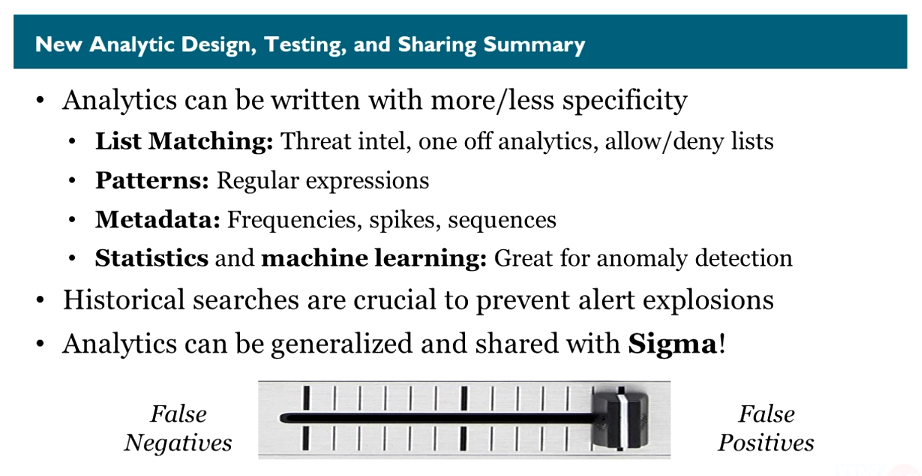 New Analytic Design, Testing, and Sharing Summary
• Analytics can be written with more/less specificity
• List Matching: Threat intel, one off analytics, allow/deny lists
• Patterns: Regular expressions
• Metadata: Frequencies, spikes, sequences
• Statistics and machine learning: Great for anomaly detection
• Historical searches are crucial to prevent alert explosions
• Analytics can be generalized and shared with Sigma!
False
Negatives
False
Positives